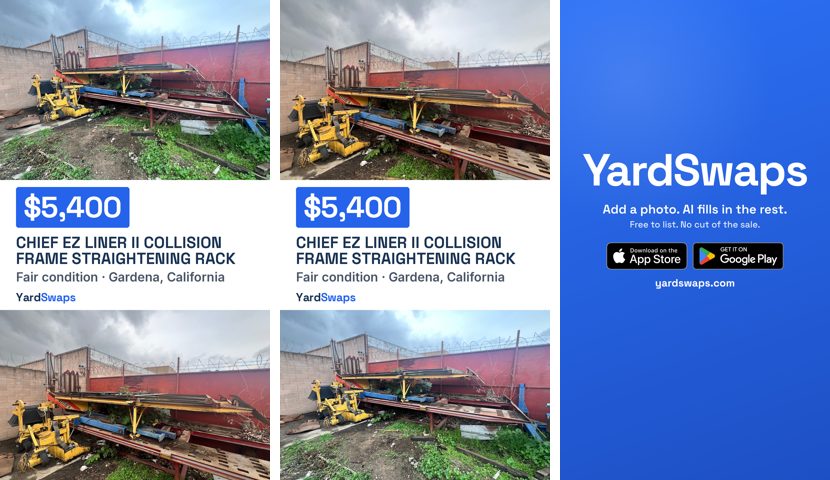 $5,400
CHIEF EZ LINER II COLLISION
FRAME STRAIGHTENING RACK
Fair condition · Gardena, California
YardSwaps
$5,400
CHIEF EZ LINER II COLLISION
FRAME STRAIGHTENING RACK
Fair condition · Gardena, California
YardSwaps
YardSwaps
Add a photo. AI fills in the rest.
Free to list. No cut of the sale.
Download on the
App Store
GET IT ON
Google Play
yardswaps.com